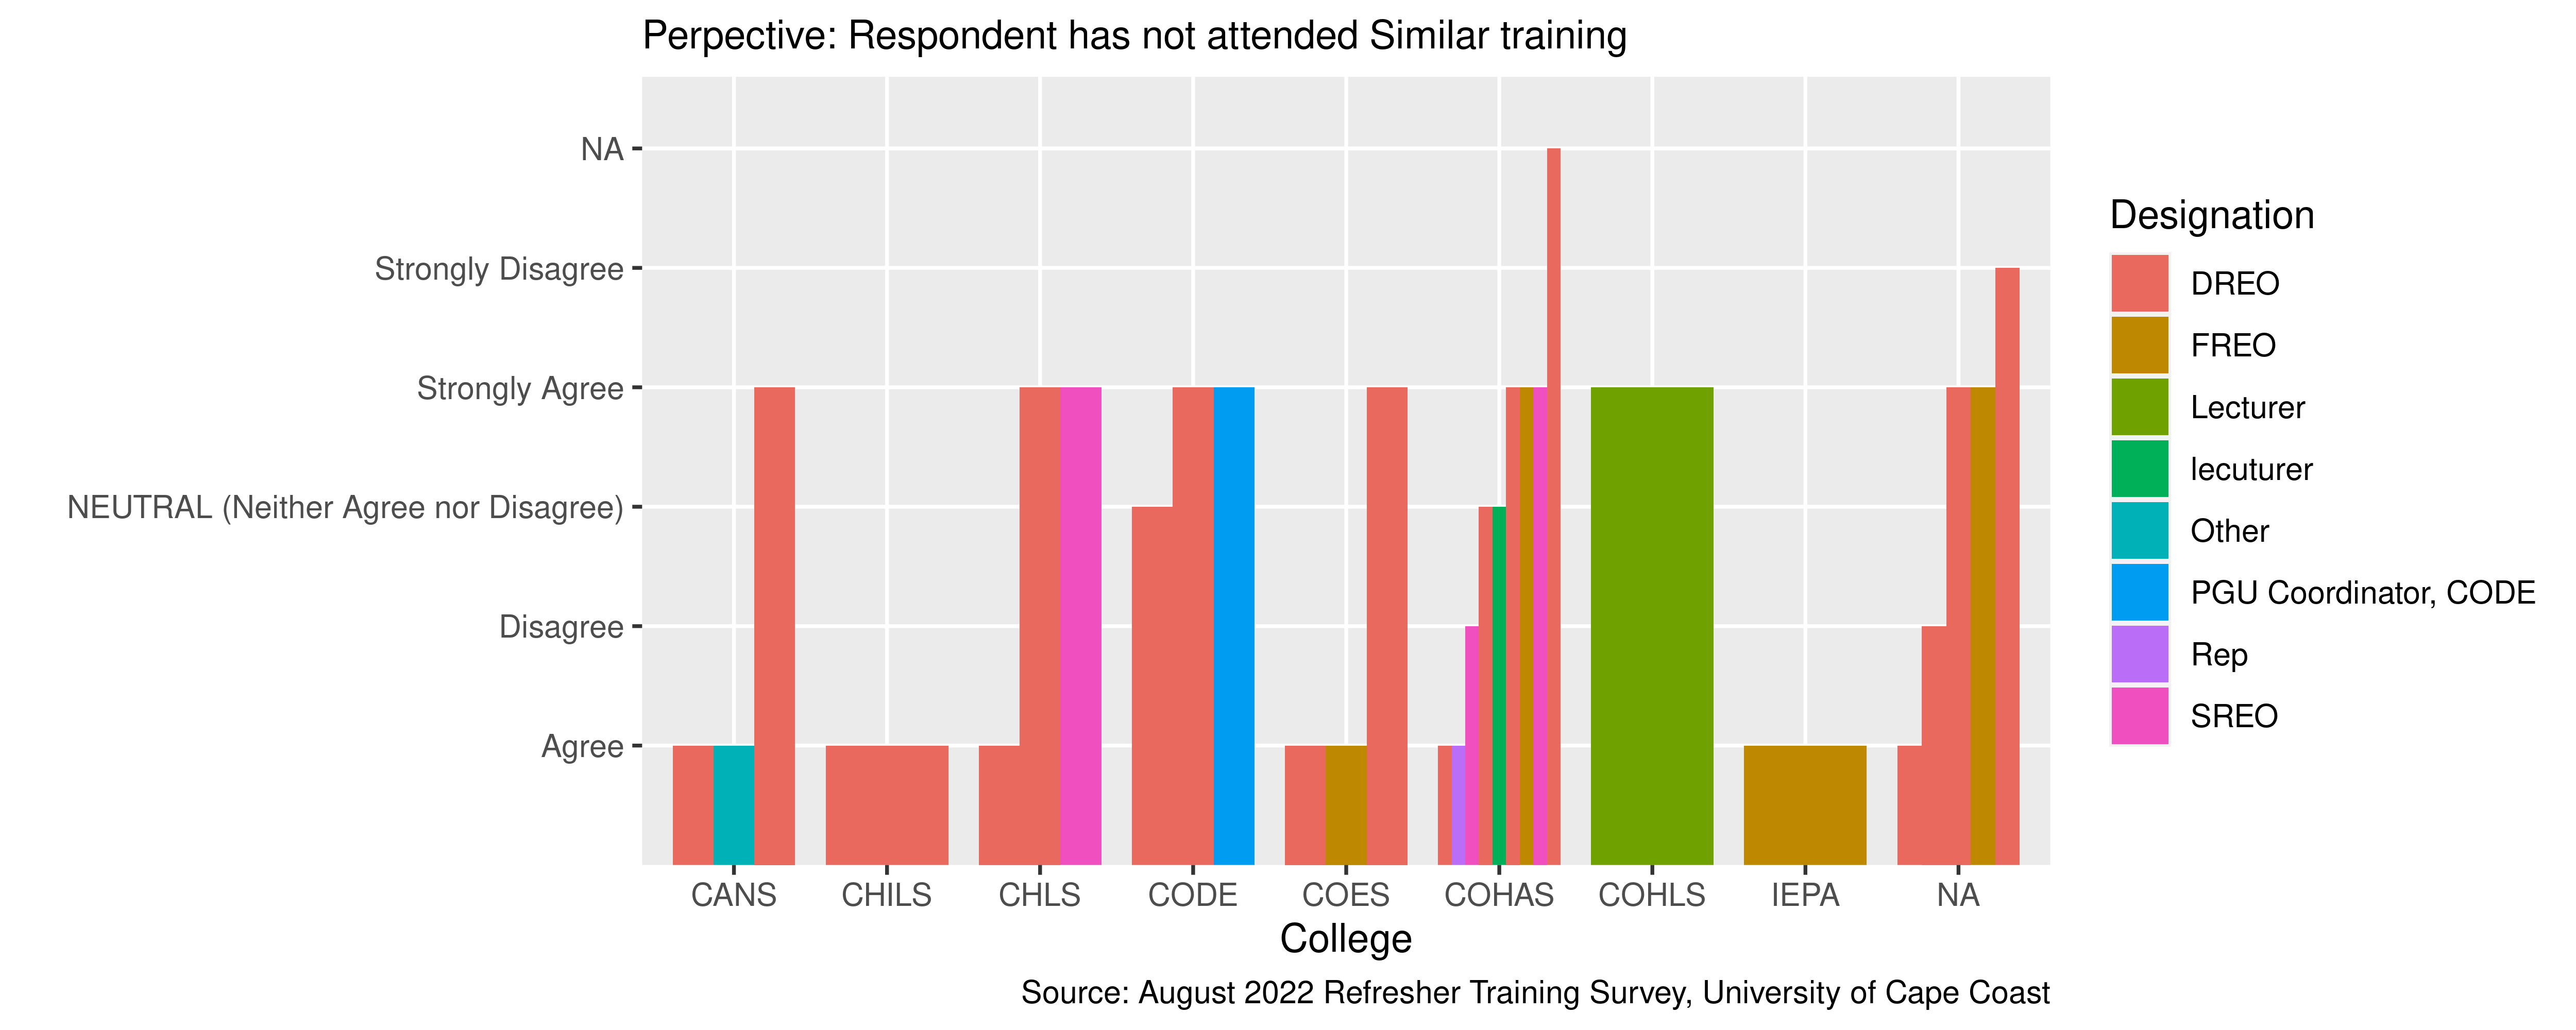 Perpective: Respondent has not attended Similar training
NA
Strongly Disagree
Strongly Agree
NEUTRAL (Neither Agree nor Disagree)
Disagree
Agree
CANS CHILS CHLS CODE COES COHAS COHLS IEPA NA
College
Source: August 2022 Refresher Training Survey, University of Cape Coast
Designation
DREO
FREO
Lecturer
lecuturer
Other
PGU Coordinator, CODE
Rep
SREO